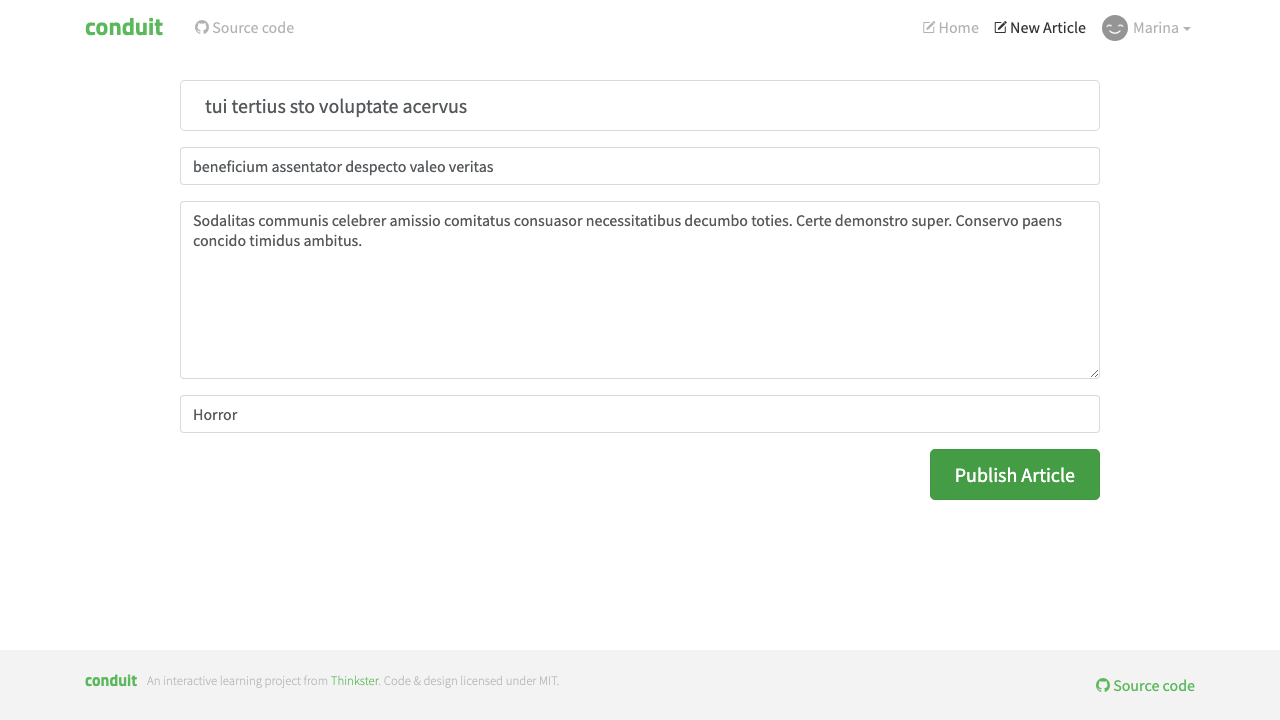 conduit
Source code
Home
New Article
Marina
tui tertius sto voluptate acervus
beneficium assentator despecto valeo veritas
Sodalitas communis celebrer amissio comitatus consuasor necessitatibus decumbo toties. Certe demonstro super. Conservo paens
concido timidus ambitus.
Horror
Publish Article
conduit
An interactive learning project from Thinkster. Code & design licensed under MIT.
Source code